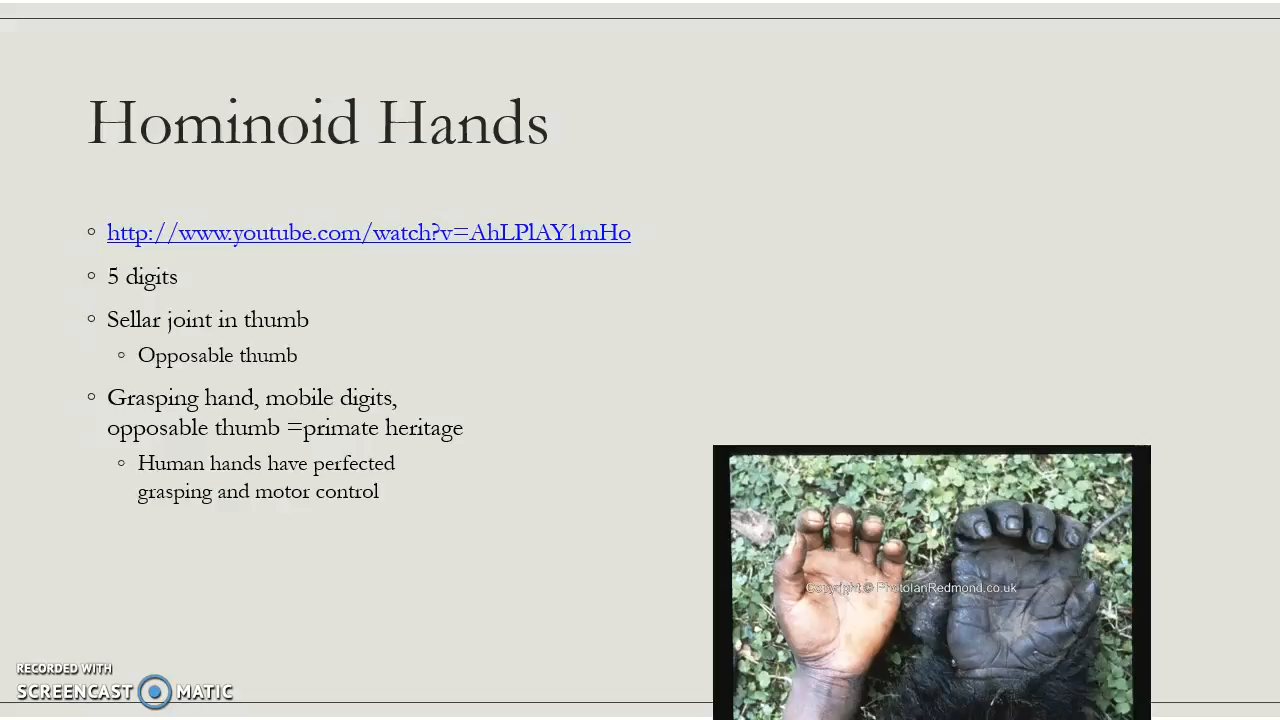 Hominoid Hands
http://www.youtube.com/watch?v=AhLPlAY1mHo
5 digits
Sellar joint in thumb
Opposable thumb
Grasping hand, mobile digits,
opposable thumb =primate heritage
Human hands have perfected
grasping and motor control
Copyright © PhotoIanRedmond.co.uk
RECORDED WITH
SCREENCAST MATIC